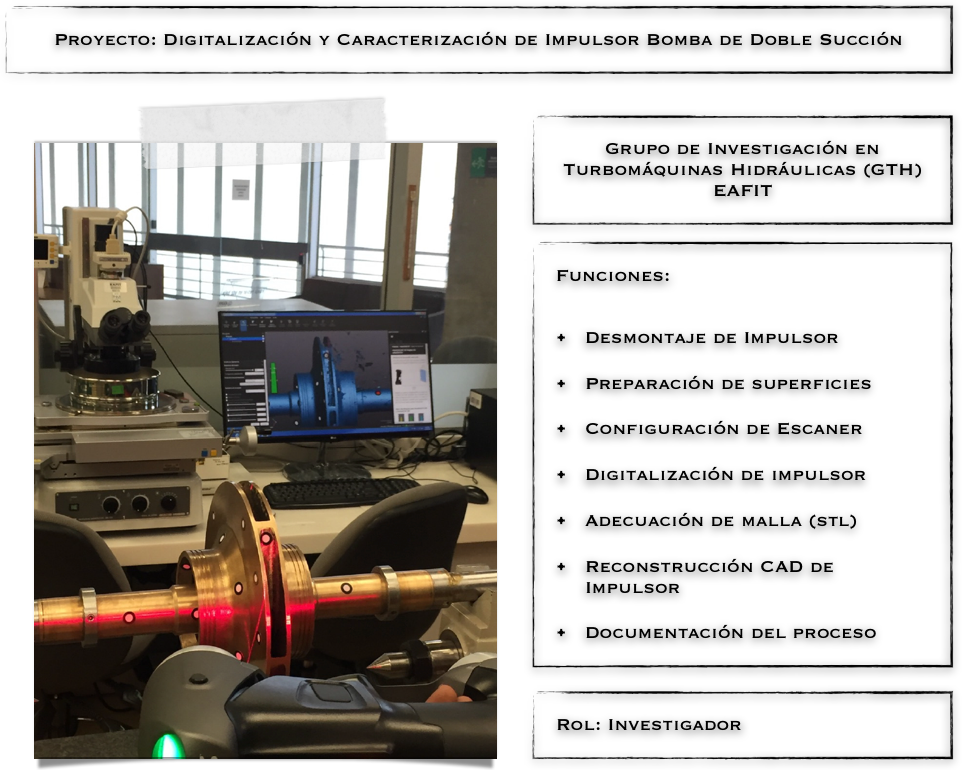 Proyecto: Digitalización y Caracterización de Impulsor Bomba de Doble Succión
Grupo de Investigación en
Turbomáquinas Hidráulicas (GTH)
EAFIT
Funciones:
+ Desmontaje de Impulsor
+ Preparación de superficies
+ Configuración de Escaner
+ Digitalización de impulsor
+ Adecuación de malla (stl)
+ Reconstrucción CAD de
Impulsor
+ Documentación del proceso
Rol: Investigador